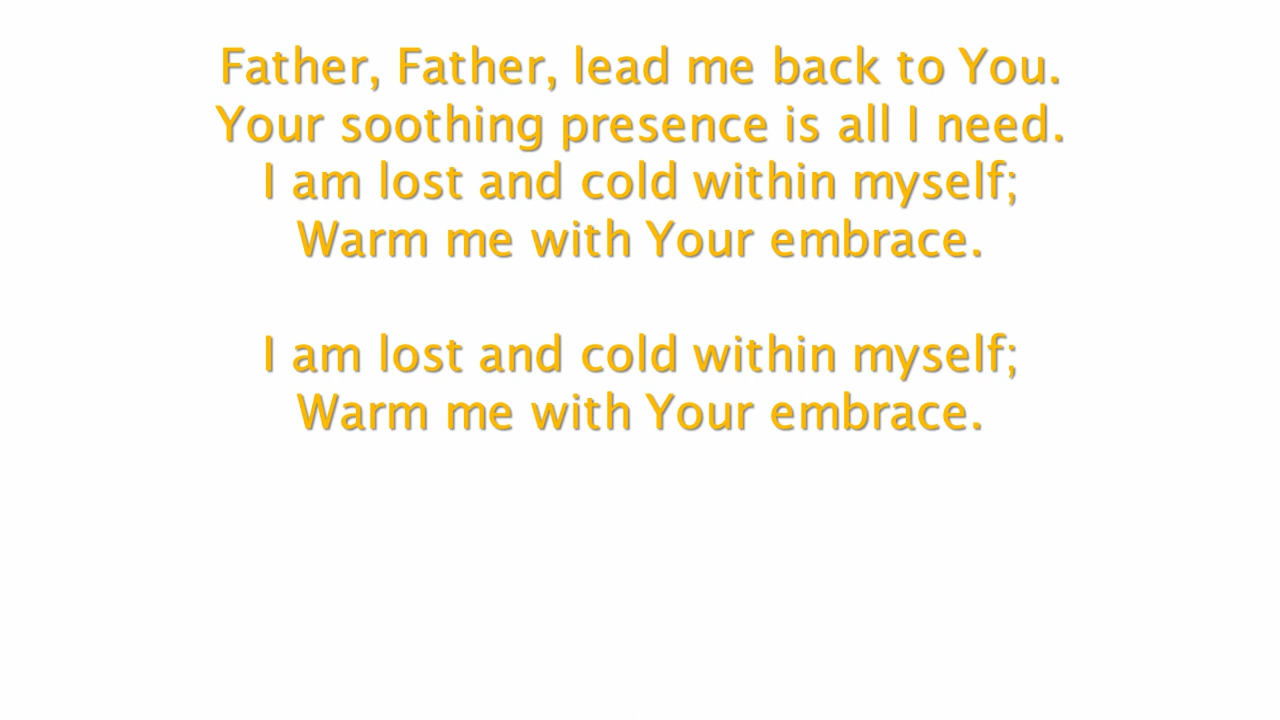 Father, Father, lead me back to You.
Your soothing presence is all I need.
I am lost and cold within myself;
Warm me with Your embrace.
I am lost and cold within myself;
Warm me with Your embrace.